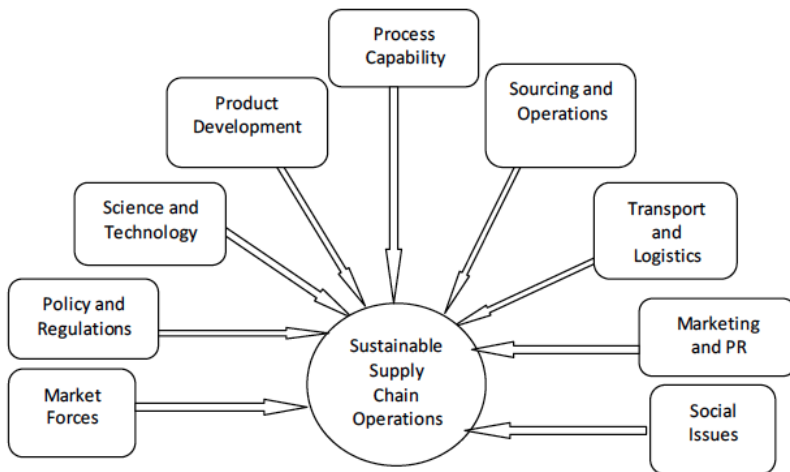 Process
Capability
Sourcing and
Operations
Product
Development
Science and
Technology
Transport
and
Logistics
Policy and
Regulations
Marketing
and PR
Sustainable
Supply
Chain
Operations
Market
Forces
Social
Issues